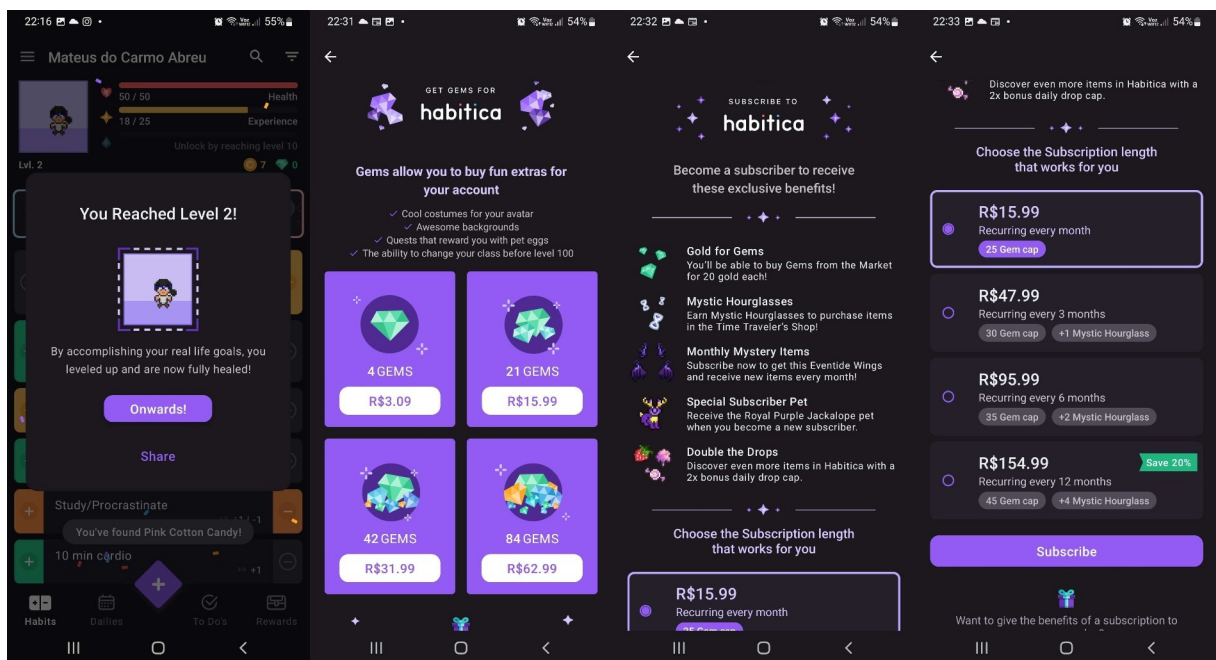 22:16
55%
Mateus do Carmo Abreu
50 / 50 Health
18 / 25 Experience
Unlock by reaching level 10
Lvl. 2 7 0
You Reached Level 2!
By accomplishing your real life goals, you
leveled up and are now fully healed!
Onwards!
Share
Study/Procrastinate
You've found Pink Cotton Candy!
10 min cardio
+1
Habits Dailies To Do's Rewards
22:31
54%
GET GEMS FOR
habitica
Gems allow you to buy fun extras for
your account
Cool costumes for your avatar
Awesome backgrounds
Quests that reward you with pet eggs
The ability to change your class before level 100
4 GEMS
R$3.09
21 GEMS
R$15.99
42 GEMS
R$31.99
84 GEMS
R$62.99
22:32
54%
SUBSCRIBE TO
habitica
Become a subscriber to receive
these exclusive benefits!
Gold for Gems
You'll be able to buy Gems from the Market
for 20 gold each!
Mystic Hourglasses
Earn Mystic Hourglasses to purchase items
in the Time Traveler's Shop!
Monthly Mystery Items
Subscribe now to get this Eventide Wings
and receive new items every month!
Special Subscriber Pet
Receive the Royal Purple Jackalope pet
when you become a new subscriber.
Double the Drops
Discover even more items in Habitica with a
2x bonus daily drop cap.
Choose the Subscription length
that works for you
R$15.99
Recurring every month
25 Gem cap
22:33
54%
Discover even more items in Habitica with a
2x bonus daily drop cap.
Choose the Subscription length
that works for you
R$15.99
Recurring every month
25 Gem cap
R$47.99
Recurring every 3 months
30 Gem cap +1 Mystic Hourglass
R$95.99
Recurring every 6 months
35 Gem cap +2 Mystic Hourglass
R$154.99 Save 20%
Recurring every 12 months
45 Gem cap +4 Mystic Hourglass
Subscribe
Want to give the benefits of a subscription to